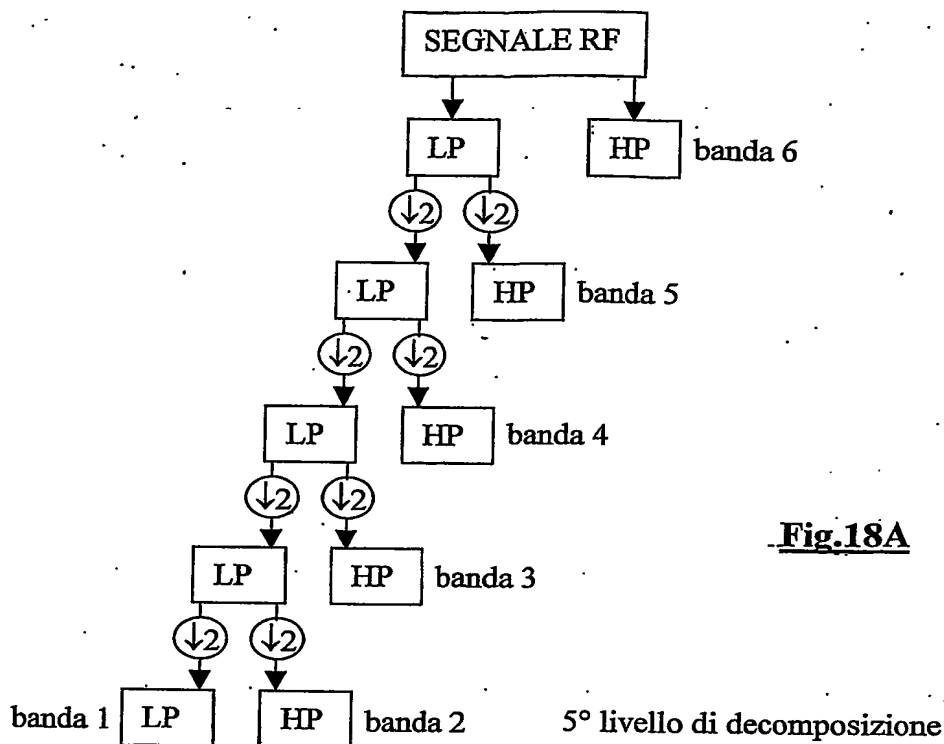 SEGNALE RF
LP HP banda 6
↓2 ↓2
LP HP banda 5
↓2 ↓2
LP HP banda 4
↓2 ↓2
Fig.18A
LP HP banda 3
↓2 ↓2
banda 1 LP HP banda 2 5° livello di decomposizione